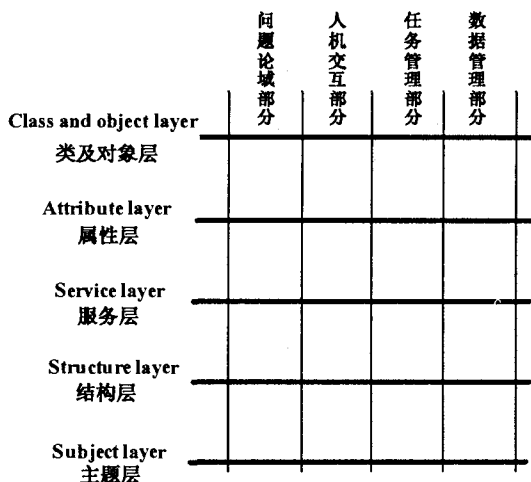 问题论域部分
人机交互部分
任务管理部分
数据管理部分
Class and object layer
类及对象层
Attribute layer
属性层
Service layer
服务层
Structure layer
结构层
Subject layer
主题层